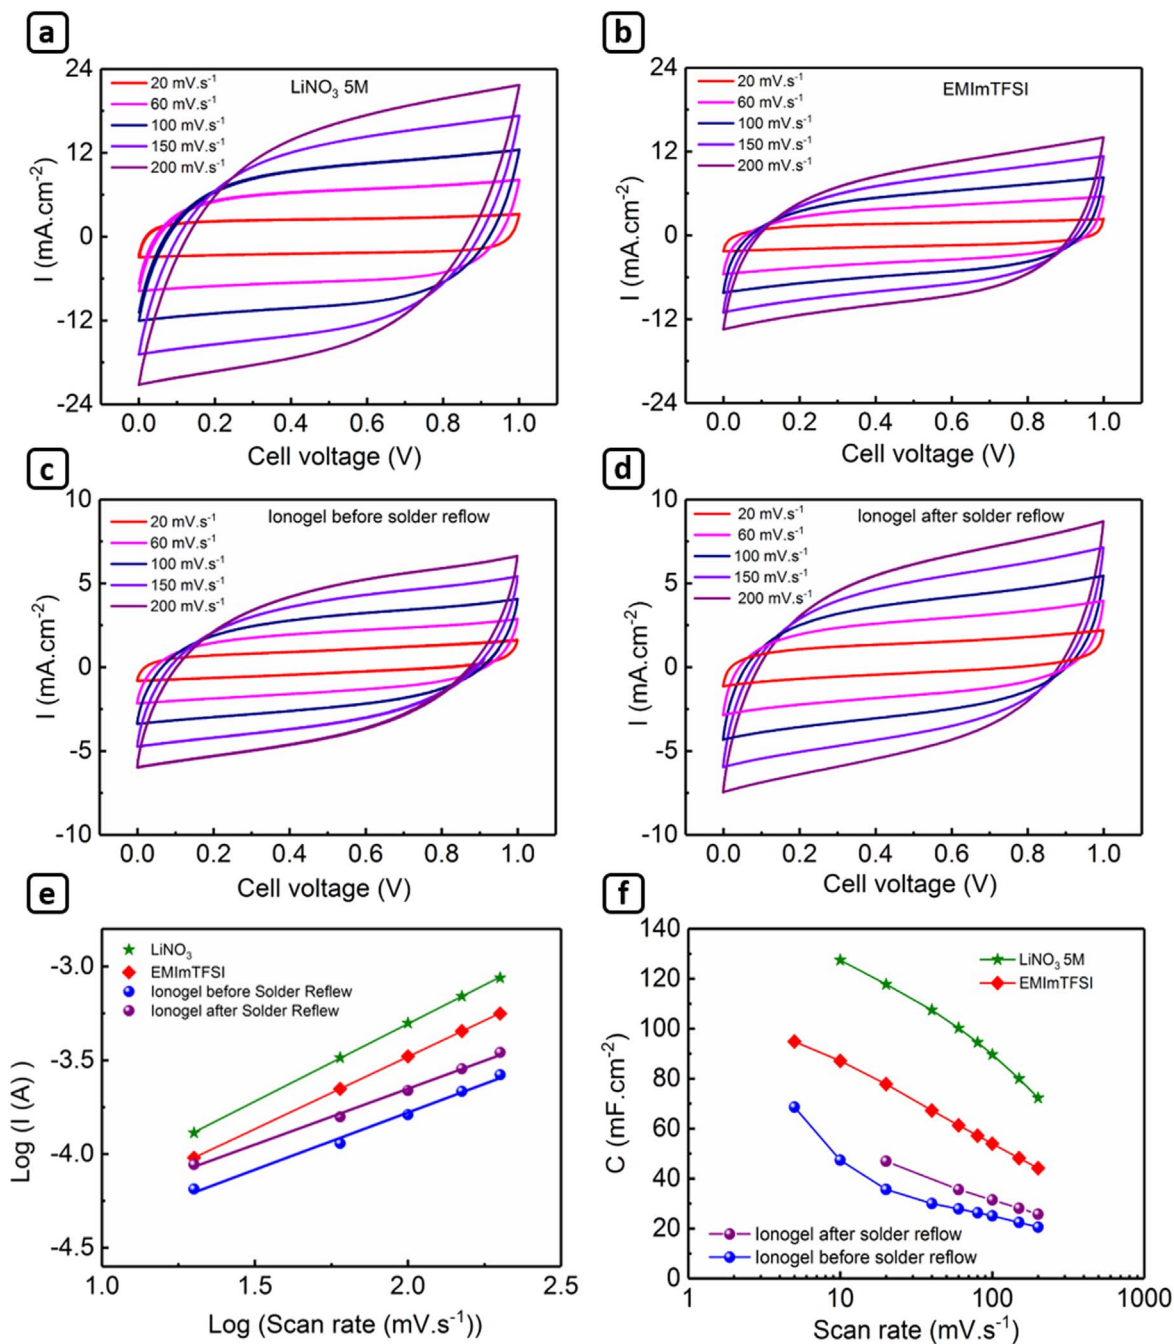 a
24
12
0
-12
-24
I (mA.cm⁻²)
20 mV.s⁻¹
60 mV.s⁻¹
100 mV.s⁻¹
150 mV.s⁻¹
200 mV.s⁻¹
LiNO₃ 5M
0.0 0.2 0.4 0.6 0.8 1.0
Cell voltage (V)
b
24
12
0
-12
-24
I (mA.cm⁻²)
20 mV.s⁻¹
60 mV.s⁻¹
100 mV.s⁻¹
150 mV.s⁻¹
200 mV.s⁻¹
EMImTFSI
0.0 0.2 0.4 0.6 0.8 1.0
Cell voltage (V)
c
10
5
0
-5
-10
I (mA.cm⁻²)
20 mV.s⁻¹
60 mV.s⁻¹
100 mV.s⁻¹
150 mV.s⁻¹
200 mV.s⁻¹
Ionogel before solder reflow
0.0 0.2 0.4 0.6 0.8 1.0
Cell voltage (V)
d
10
5
0
-5
-10
I (mA.cm⁻²)
20 mV.s⁻¹
60 mV.s⁻¹
100 mV.s⁻¹
150 mV.s⁻¹
200 mV.s⁻¹
Ionogel after solder reflow
0.0 0.2 0.4 0.6 0.8 1.0
Cell voltage (V)
e
-3.0
-3.5
-4.0
-4.5
Log (I (A) )
LiNO₃
EMImTFSI
Ionogel before Solder Reflew
Ionogel after Solder Reflew
1.0 1.5 2.0 2.5
Log (Scan rate (mV.s⁻¹))
f
140
120
100
80
60
40
20
0
C (mF.cm⁻²)
LiNO₃ 5M
EMImTFSI
Ionogel after solder reflow
Ionogel before solder reflow
1 10 100 1000
Scan rate (mV.s⁻¹)